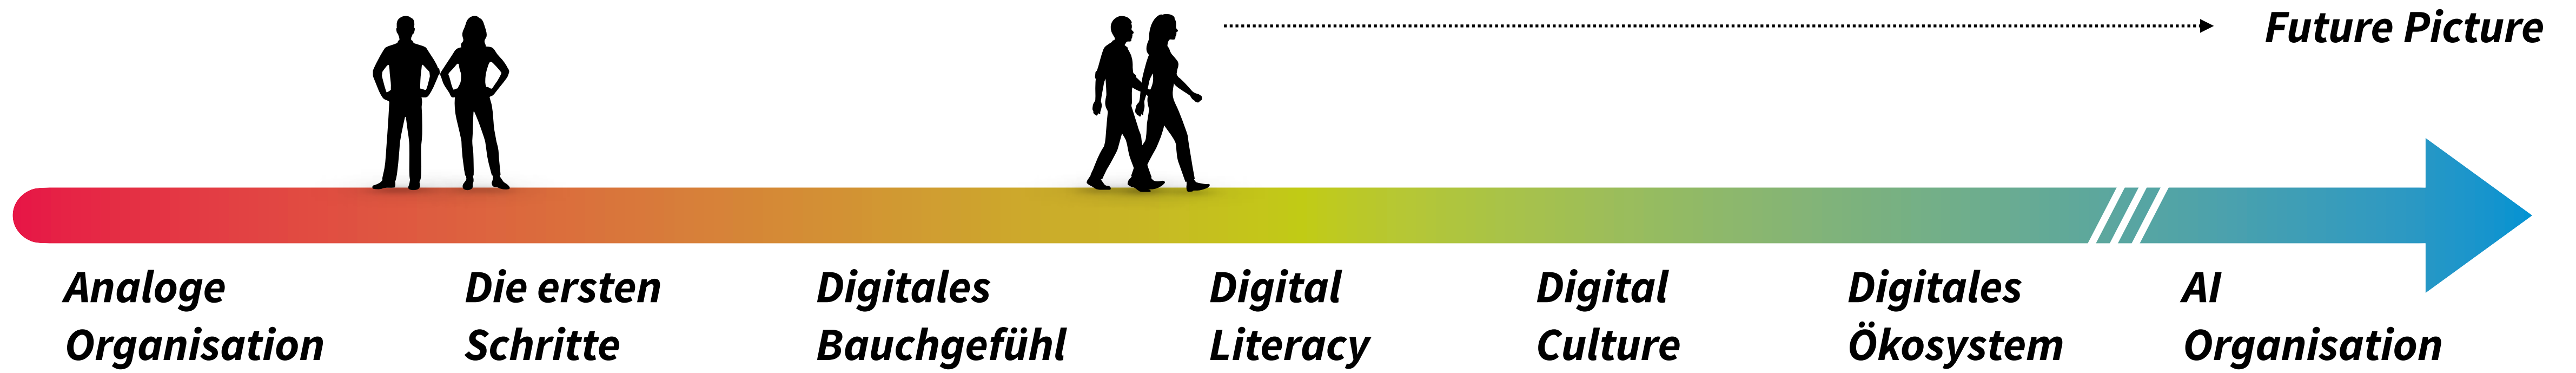 Future Picture
Analoge
Organisation
Die ersten
Schritte
Digitales
Bauchgefühl
Digital
Literacy
Digital
Culture
Digitales
Ökosystem
AI
Organisation